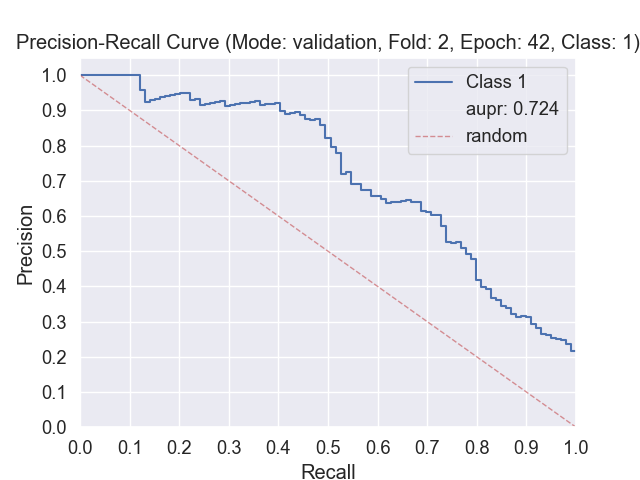 Precision-Recall Curve (Mode: validation, Fold: 2, Epoch: 42, Class: 1)
Class 1
aupr: 0.724
random
Precision
1.0
0.9
0.8
0.7
0.6
0.5
0.4
0.3
0.2
0.1
0.0
0.0 0.1 0.2 0.3 0.4 0.5 0.6 0.7 0.8 0.9 1.0
Recall